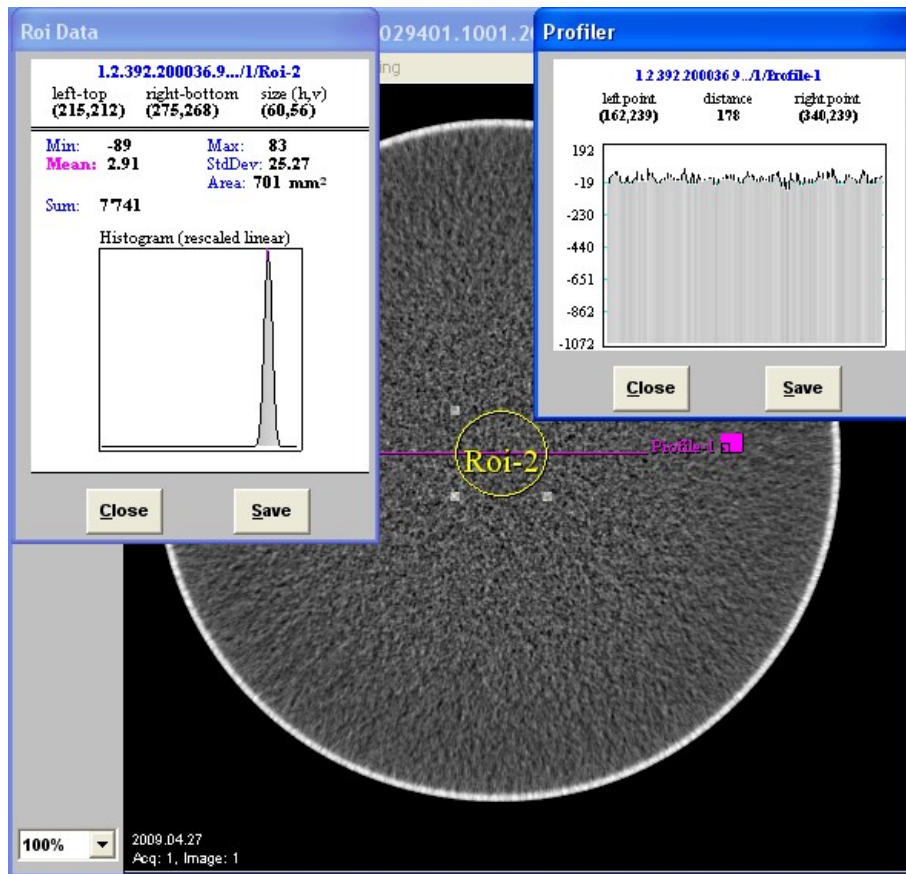 Roi Data
1.2.392.200036.9.../1/Roi-2
left-top right-bottom size (h,v)
(215,212) (275,268) (60,56)
Min: -89 Max: 83
Mean: 2.91 StdDev: 25.27
Area: 701 mm²
Sum: 7741
Histogram (rescaled linear)
Close Save
029401.1001.2
ing
Profiler
1.2.392.200036.9.../1/Profile-1
left point distance right point
(162,239) 178 (340,239)
192
-19
-230
-440
-651
-862
-1072
Close Save
Profile-1
Roi-2
100%
2009.04.27
Acq: 1, Image: 1